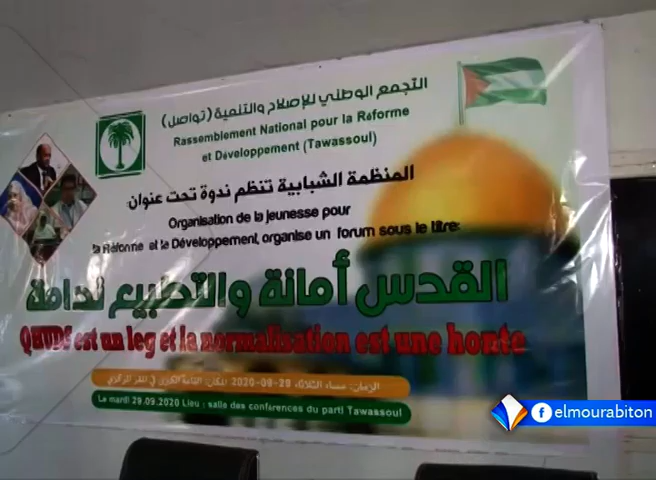 التجمع الوطني للإصلاح والتنمية (تواصل)
Rassemblement National pour la Réforme
et Développement (Tawassoul)
المنظمة الشبابية تنظم ندوة تحت عنوان:
Organisation de la jeunesse pour
la Réforme et le Développement, organise un forum sous le titre:
القدس أمانة والتطبيع ندامة
QUUDS est un leg et la normalisation est une honte
الزمان: مساء الثلاثاء 29-09-2020 المكان: القاعة الكبرى في المقر المركزي
Le mardi 29.09.2020 Lieu : salle des conferences du parti Tawassoul
elmourabiton